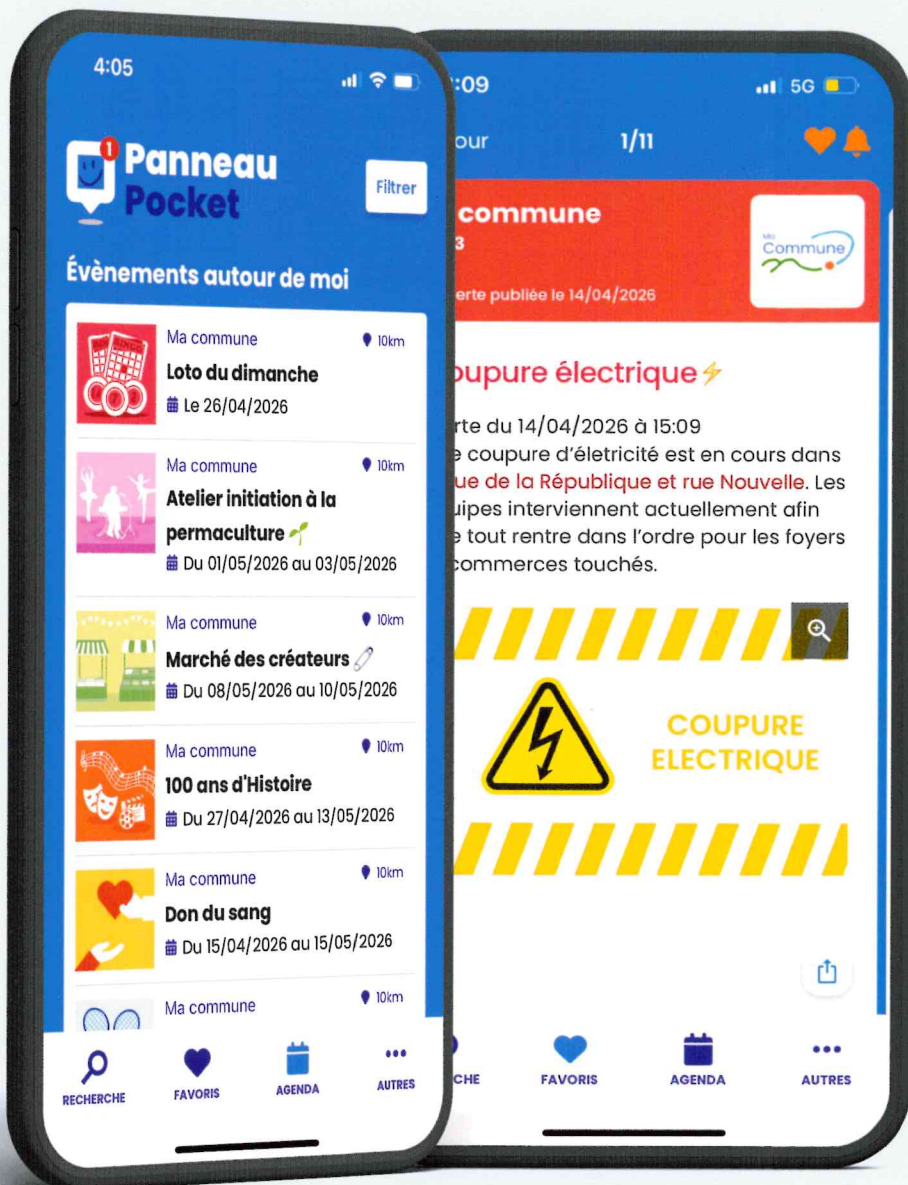 4:05
1
Panneau
Pocket
Filtrer
Évènements autour de moi
Ma commune
10km
Loto du dimanche
Le 26/04/2026
Ma commune
10km
Atelier initiation à la
permaculture
Du 01/05/2026 au 03/05/2026
Ma commune
10km
Marché des créateurs
Du 08/05/2026 au 10/05/2026
Ma commune
10km
100 ans d'Histoire
Du 27/04/2026 au 13/05/2026
Ma commune
10km
Don du sang
Du 15/04/2026 au 15/05/2026
Ma commune
10km
RECHERCHE
FAVORIS
AGENDA
AUTRES
:09
5G
our
1/11
commune
3
erte publiée le 14/04/2026
Ma
Commune
oupure électrique
rte du 14/04/2026 à 15:09
e coupure d'életricité est en cours dans
ue de la République et rue Nouvelle. Les
uipes interviennent actuellement afin
e tout rentre dans l'ordre pour les foyers
commerces touchés.
COUPURE
ELECTRIQUE
CHE
FAVORIS
AGENDA
AUTRES